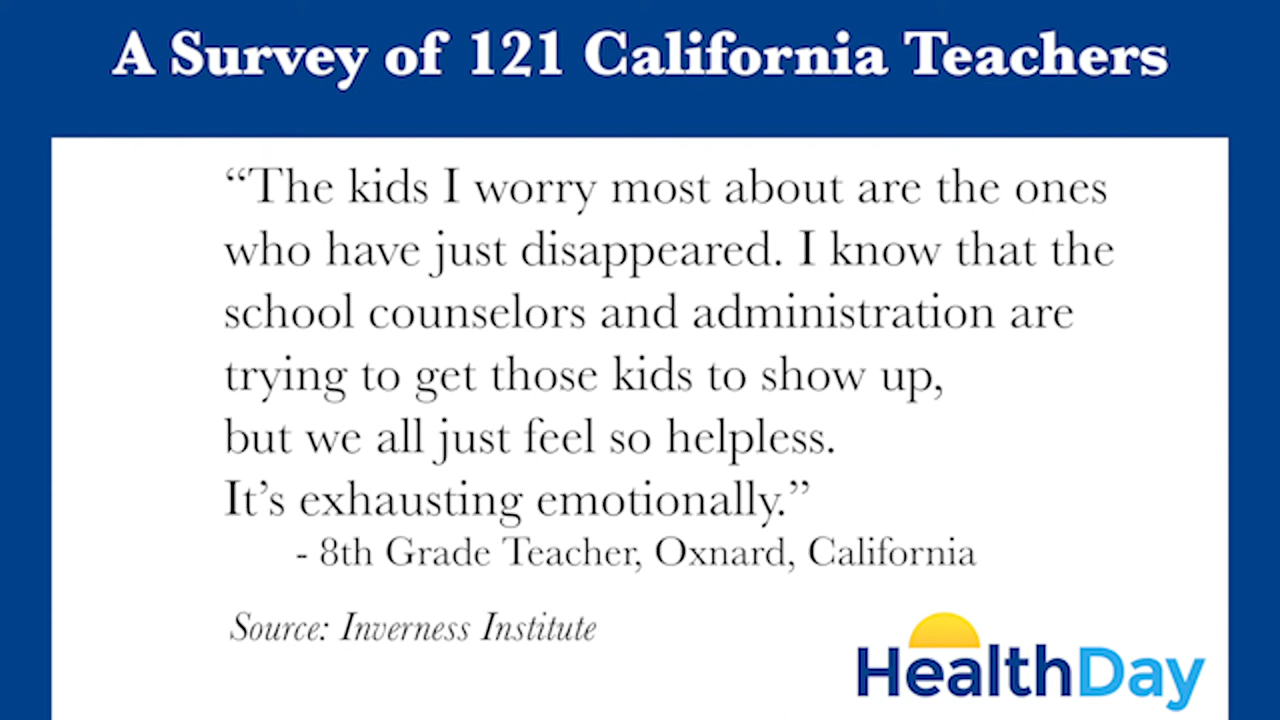 A Survey of 121 California Teachers
“The kids I worry most about are the ones
who have just disappeared. I know that the
school counselors and administration are
trying to get those kids to show up,
but we all just feel so helpless.
It’s exhausting emotionally.”
- 8th Grade Teacher, Oxnard, California
Source: Inverness Institute
HealthDay